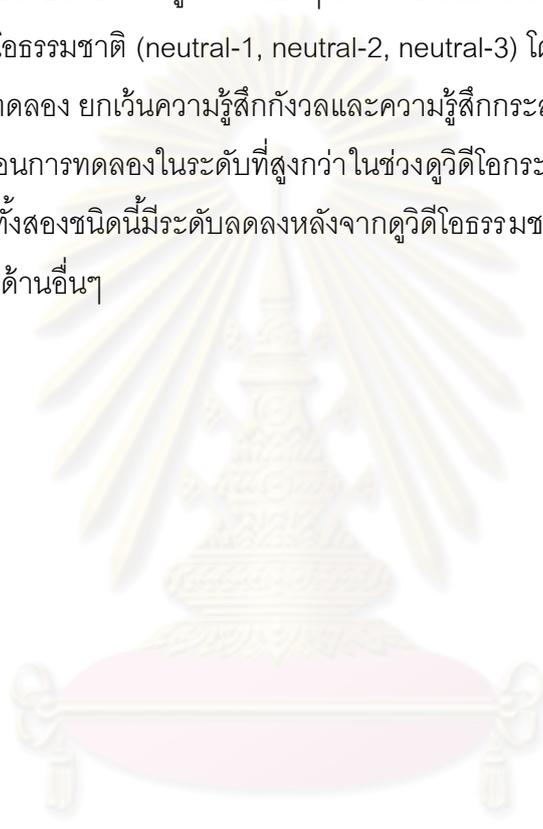 โอธรรมชาติ (neutral-1, neutral-2, neutral-3) โด
ทดลอง ยกเว้นความรู้สึกกังวลและความรู้สึกกระส
อนการทดลองในระดับที่สูงกว่าในช่วงดูวิดีโอกระ
ทั้งสองชนิดนี้มีระดับลดลงหลังจากดูวิดีโอธรรมช
ด้านอื่นๆ